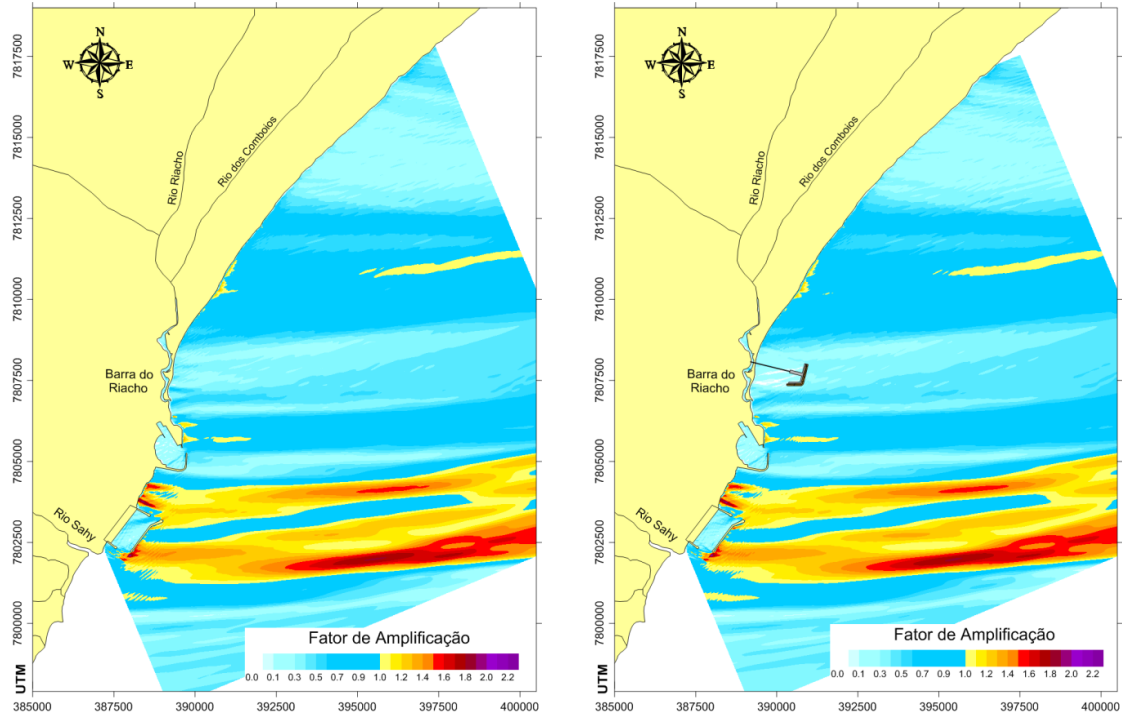 N
W E
S
7817500
7815000
7812500
7810000
7807500
7805000
7802500
7800000
UTM
Rio Riacho
Rio dos Comboios
Barra do
Riacho
Rio Sahy
Fator de Amplificação
0.0 0.1 0.3 0.5 0.7 1.0 1.2 1.4 1.6 1.8 2.0 2.2
385000 387500 390000 392500 395000 397500 400000
N
W E
S
7817500
7815000
7812500
7810000
7807500
7805000
7802500
7800000
UTM
Rio Riacho
Rio dos Comboios
Barra do
Riacho
Rio Sahy
Fator de Amplificação
0.0 0.1 0.3 0.5 0.7 1.0 1.2 1.4 1.6 1.8 2.0 2.2
385000 387500 390000 392500 395000 397500 400000